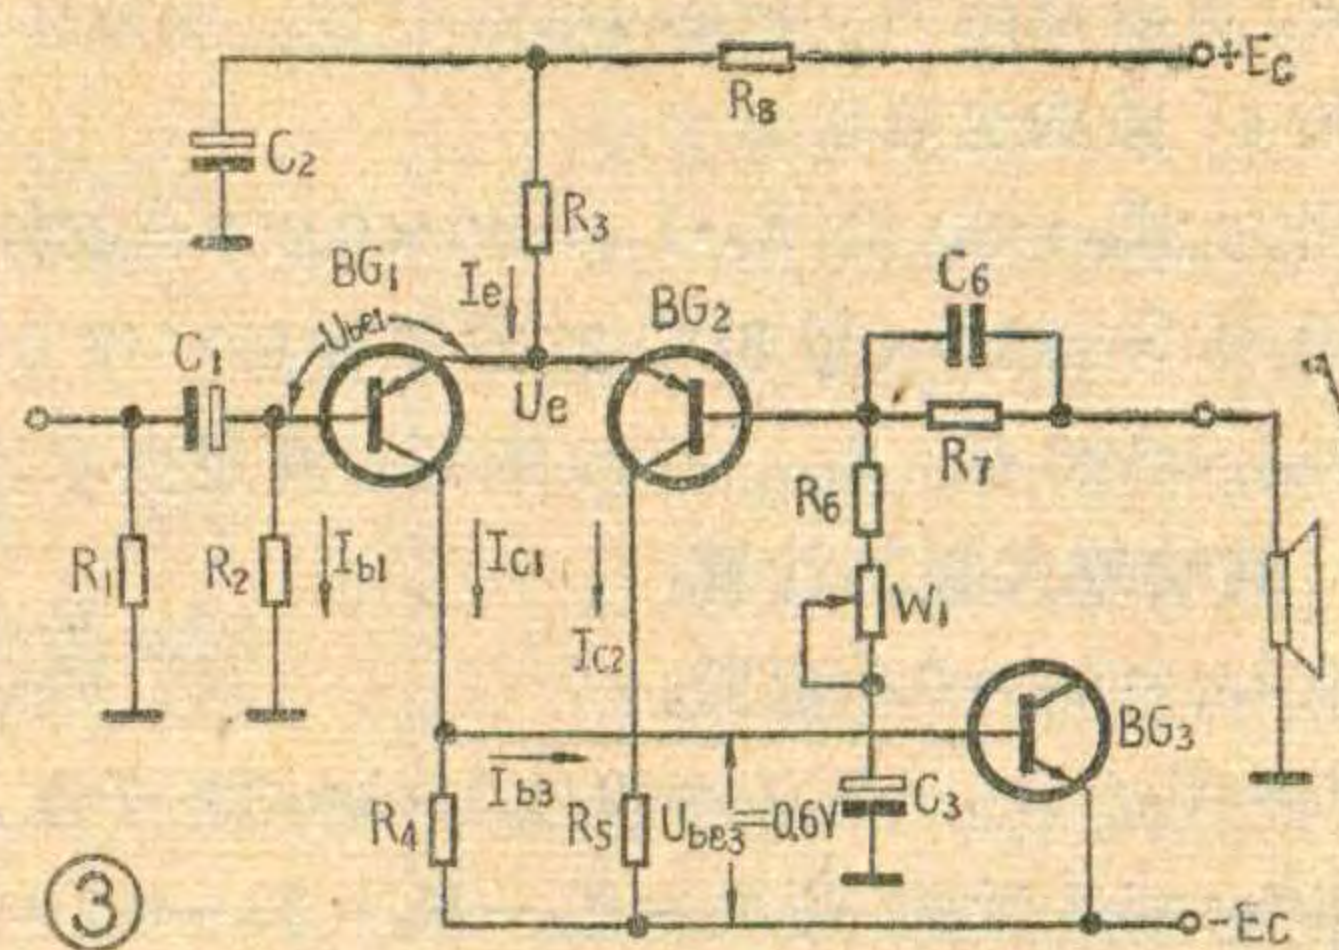 +Ec
R8
C2
R3
BG1
Ie
BG2
C6
Ube1
C1
Ue
R7
R6
R1
R2
Ib1
Ic1
Ic2
W1
BG3
Ib3
R4
R5
Ube3=0.6V
C3
③
-Ec